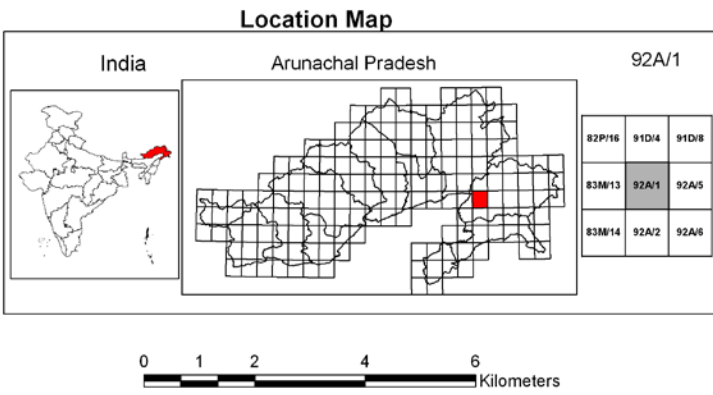 Location Map
India
Arunachal Pradesh
92A/1
82P/16 91D/4 91D/8
83M/13 92A/1 92A/5
83M/14 92A/2 92A/6
0 1 2 4 6
Kilometers